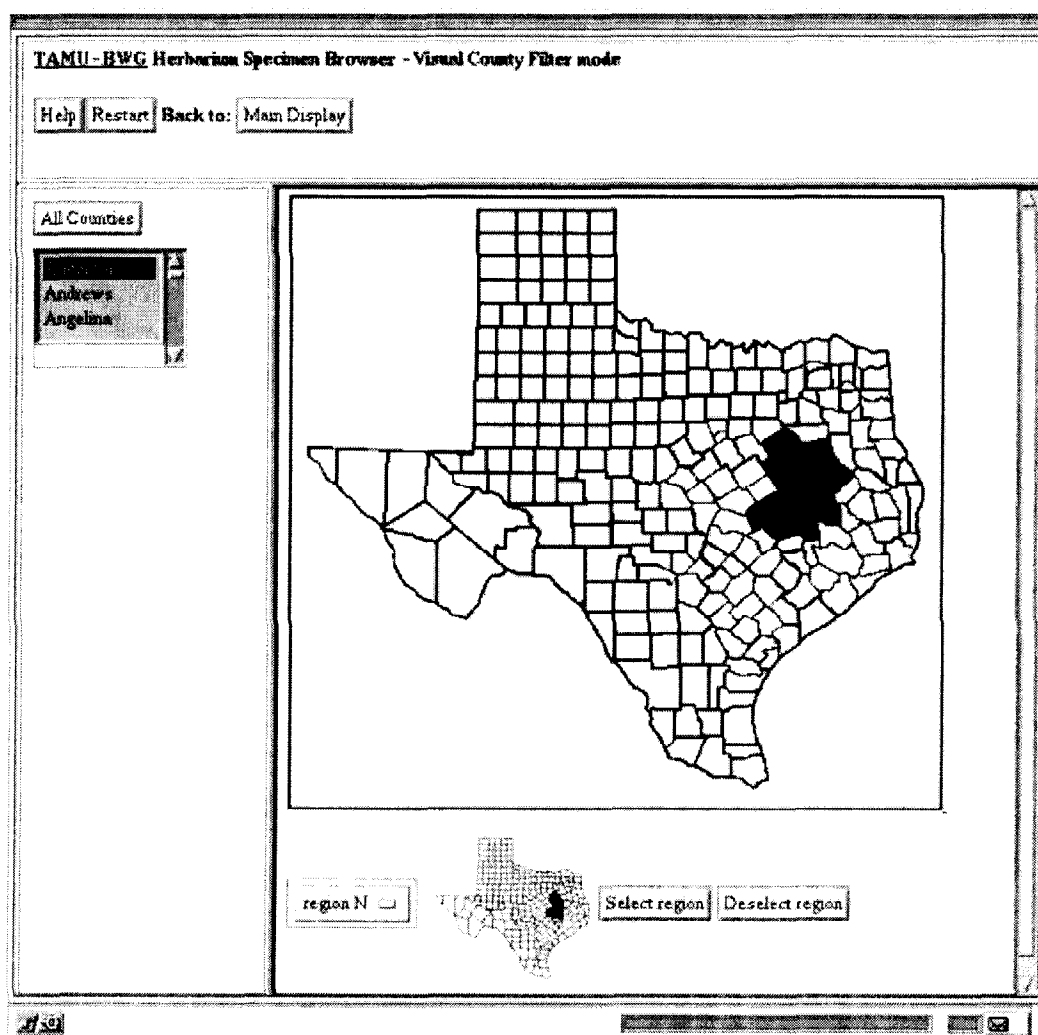 TAMU-BWG Herbarium Specimen Browser - Visual County Filter mode
Help Restart Back to: Main Display
All Counties
Andrews
Angelina
region N Select region Deselect region